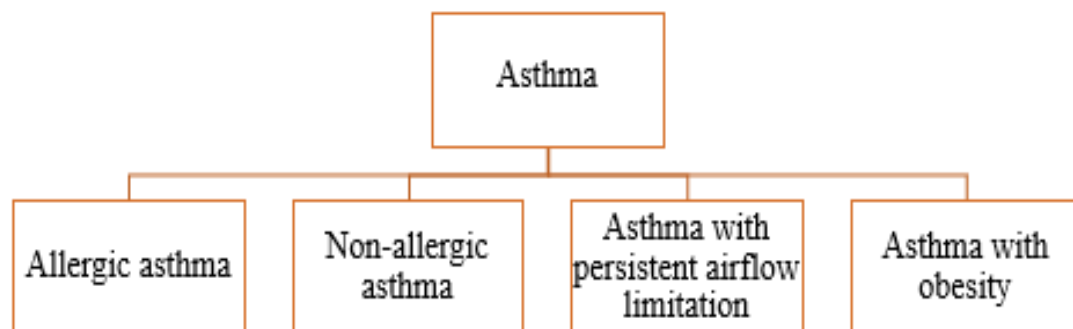 Asthma
Allergic asthma
Non-allergic
asthma
Asthma with
persistent airflow
limitation
Asthma with
obesity